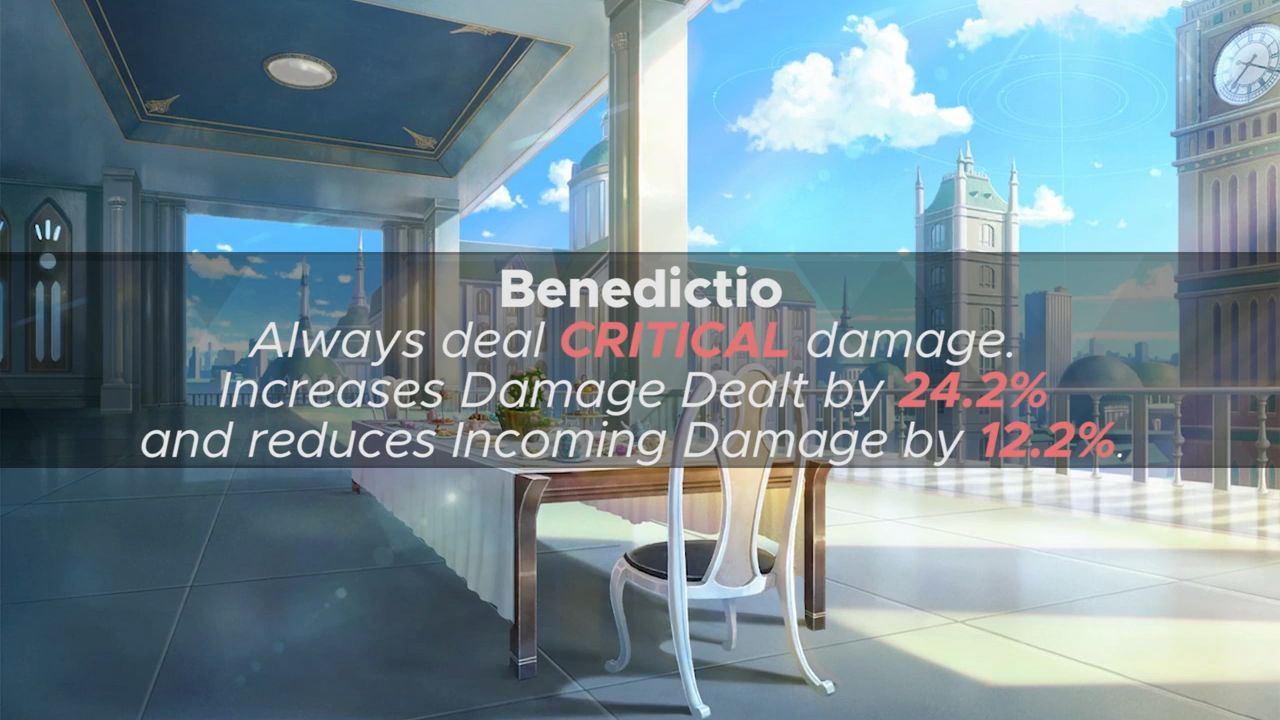 Benedictio
Always deal CRITICAL damage.
Increases Damage Dealt by 24.2%
and reduces Incoming Damage by 12.2%.